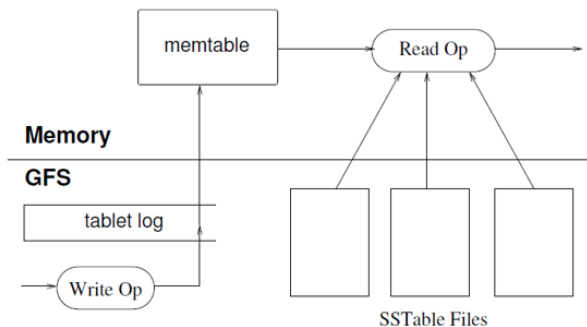 memtable
Read Op
Memory
GFS
tablet log
Write Op
SSTable Files